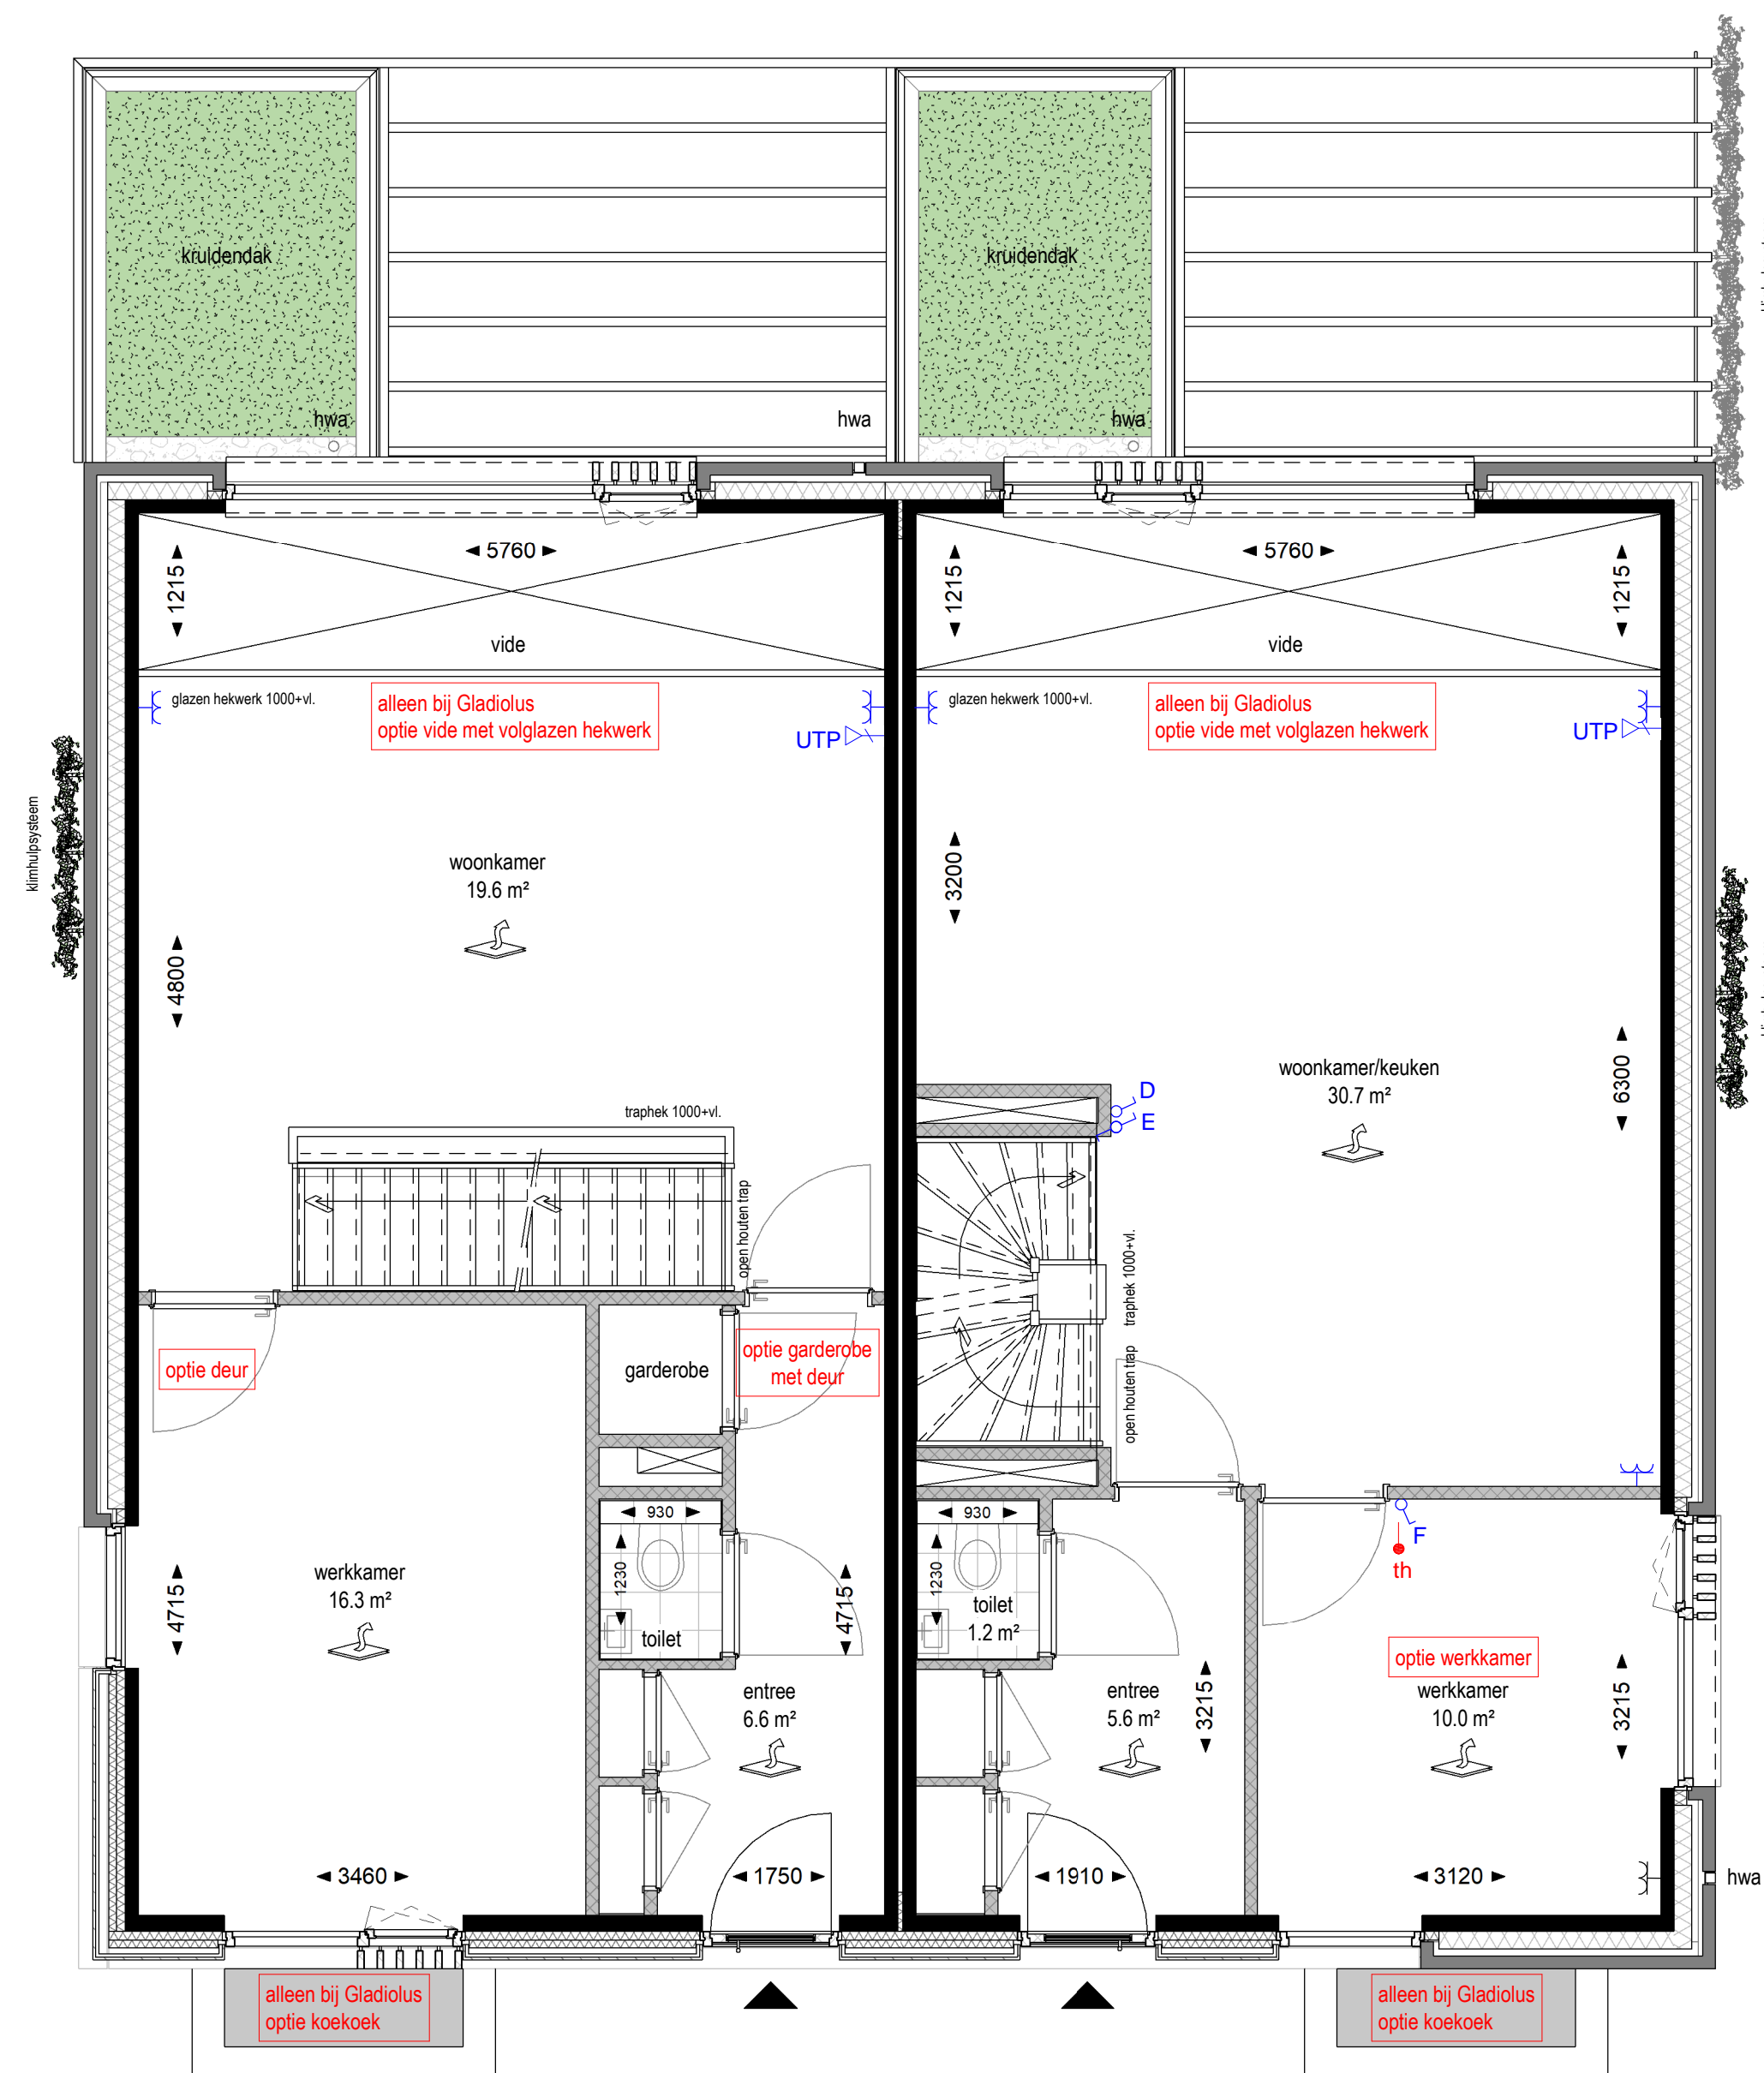 kruidendak
kruidendak
hwa
hwa
hwa
5760
5760
1215
1215
1215
vide
vide
glazen hekwerk 1000+vl.
alleen bij Gladiolus
optie vide met volglazen hekwerk
UTP
glazen hekwerk 1000+vl.
alleen bij Gladiolus
optie vide met volglazen hekwerk
UTP
klimhulpsysteem
woonkamer
19.6 m²
3200
4800
woonkamer/keuken
30.7 m²
6300
D
E
traphek 1000+vl.
open houten trap
traphek 1000+vl.
open houten trap
optie deur
garderobe
optie garderobe
met deur
930
930
1230
1230
F
th
werkkamer
16.3 m²
4715
4715
toilet
toilet
1.2 m²
optie werkkamer
werkkamer
10.0 m²
entree
6.6 m²
entree
5.6 m²
3215
3215
3460
1750
1910
3120
hwa
alleen bij Gladiolus
optie koekoek
alleen bij Gladiolus
optie koekoek